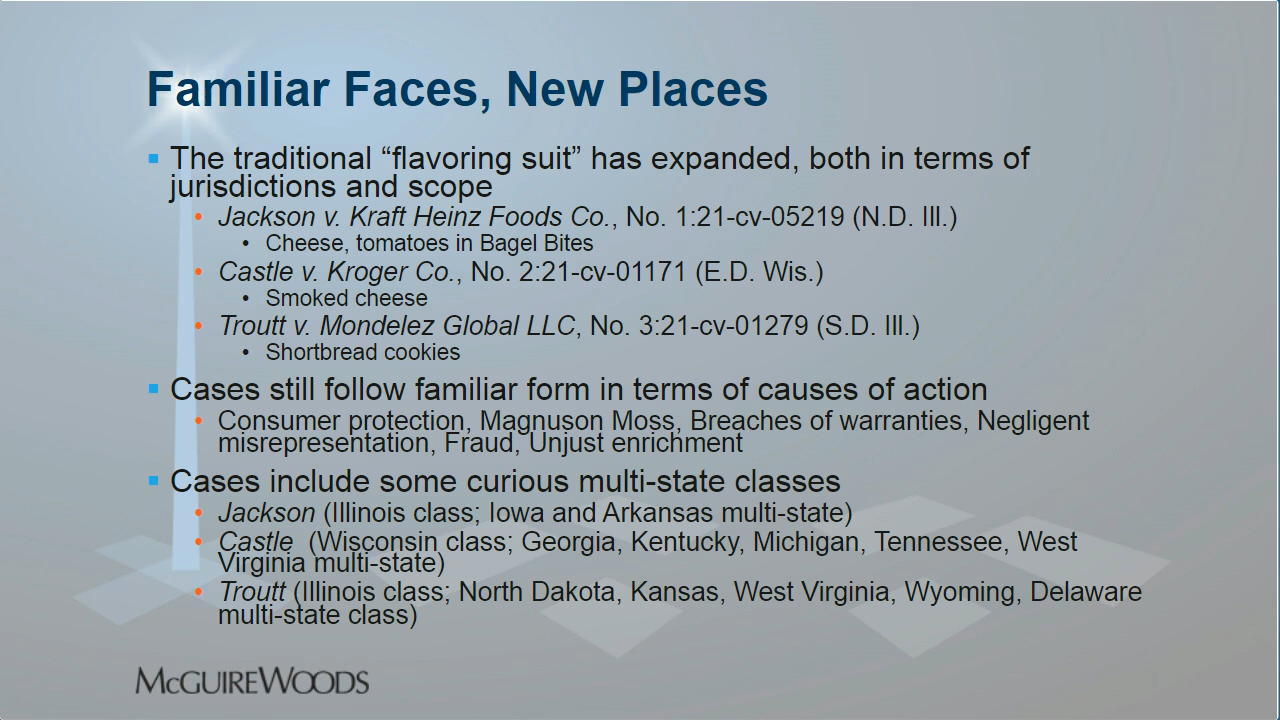 Familiar Faces, New Places
▪ The traditional “flavoring suit” has expanded, both in terms of
jurisdictions and scope
• Jackson v. Kraft Heinz Foods Co., No. 1:21-cv-05219 (N.D. Ill.)
• Cheese, tomatoes in Bagel Bites
• Castle v. Kroger Co., No. 2:21-cv-01171 (E.D. Wis.)
• Smoked cheese
• Troutt v. Mondelez Global LLC, No. 3:21-cv-01279 (S.D. Ill.)
• Shortbread cookies
▪ Cases still follow familiar form in terms of causes of action
• Consumer protection, Magnuson Moss, Breaches of warranties, Negligent
misrepresentation, Fraud, Unjust enrichment
▪ Cases include some curious multi-state classes
• Jackson (Illinois class; Iowa and Arkansas multi-state)
• Castle (Wisconsin class; Georgia, Kentucky, Michigan, Tennessee, West
Virginia multi-state)
• Troutt (Illinois class; North Dakota, Kansas, West Virginia, Wyoming, Delaware
multi-state class)
McGUIREWOODS